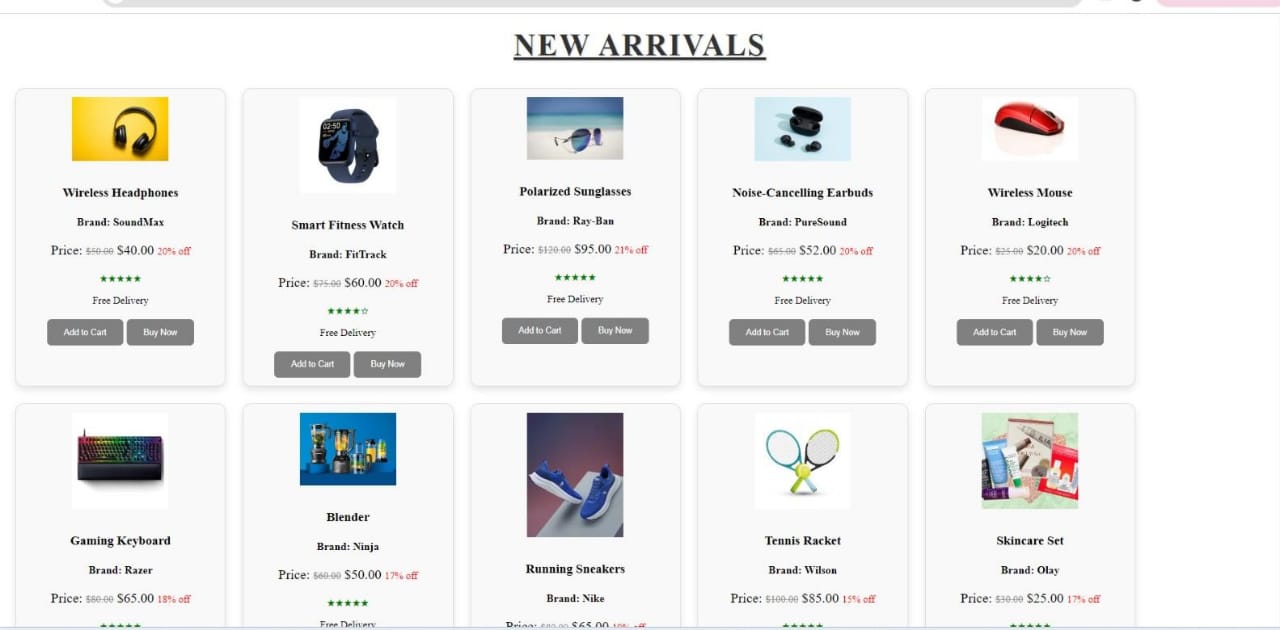 NEW ARRIVALS
Wireless Headphones
Brand: SoundMax
Price: $50.00 $40.00 20% off
★★★★★
Free Delivery
Add to Cart Buy Now
02:50
Smart Fitness Watch
Brand: FitTrack
Price: $75.00 $60.00 20% off
★★★★☆
Free Delivery
Add to Cart Buy Now
Polarized Sunglasses
Brand: Ray-Ban
Price: $120.00 $95.00 21% off
★★★★★
Free Delivery
Add to Cart Buy Now
Noise-Cancelling Earbuds
Brand: PureSound
Price: $65.00 $52.00 20% off
★★★★★
Free Delivery
Add to Cart Buy Now
Wireless Mouse
Brand: Logitech
Price: $25.00 $20.00 20% off
★★★★☆
Free Delivery
Add to Cart Buy Now
Gaming Keyboard
Brand: Razer
Price: $80.00 $65.00 18% off
Blender
Brand: Ninja
Price: $60.00 $50.00 17% off
★★★★★
Free Delivery
Running Sneakers
Brand: Nike
Price: $65.00 off
Tennis Racket
Brand: Wilson
Price: $100.00 $85.00 15% off
Skincare Set
Brand: Olay
Price: $30.00 $25.00 17% off